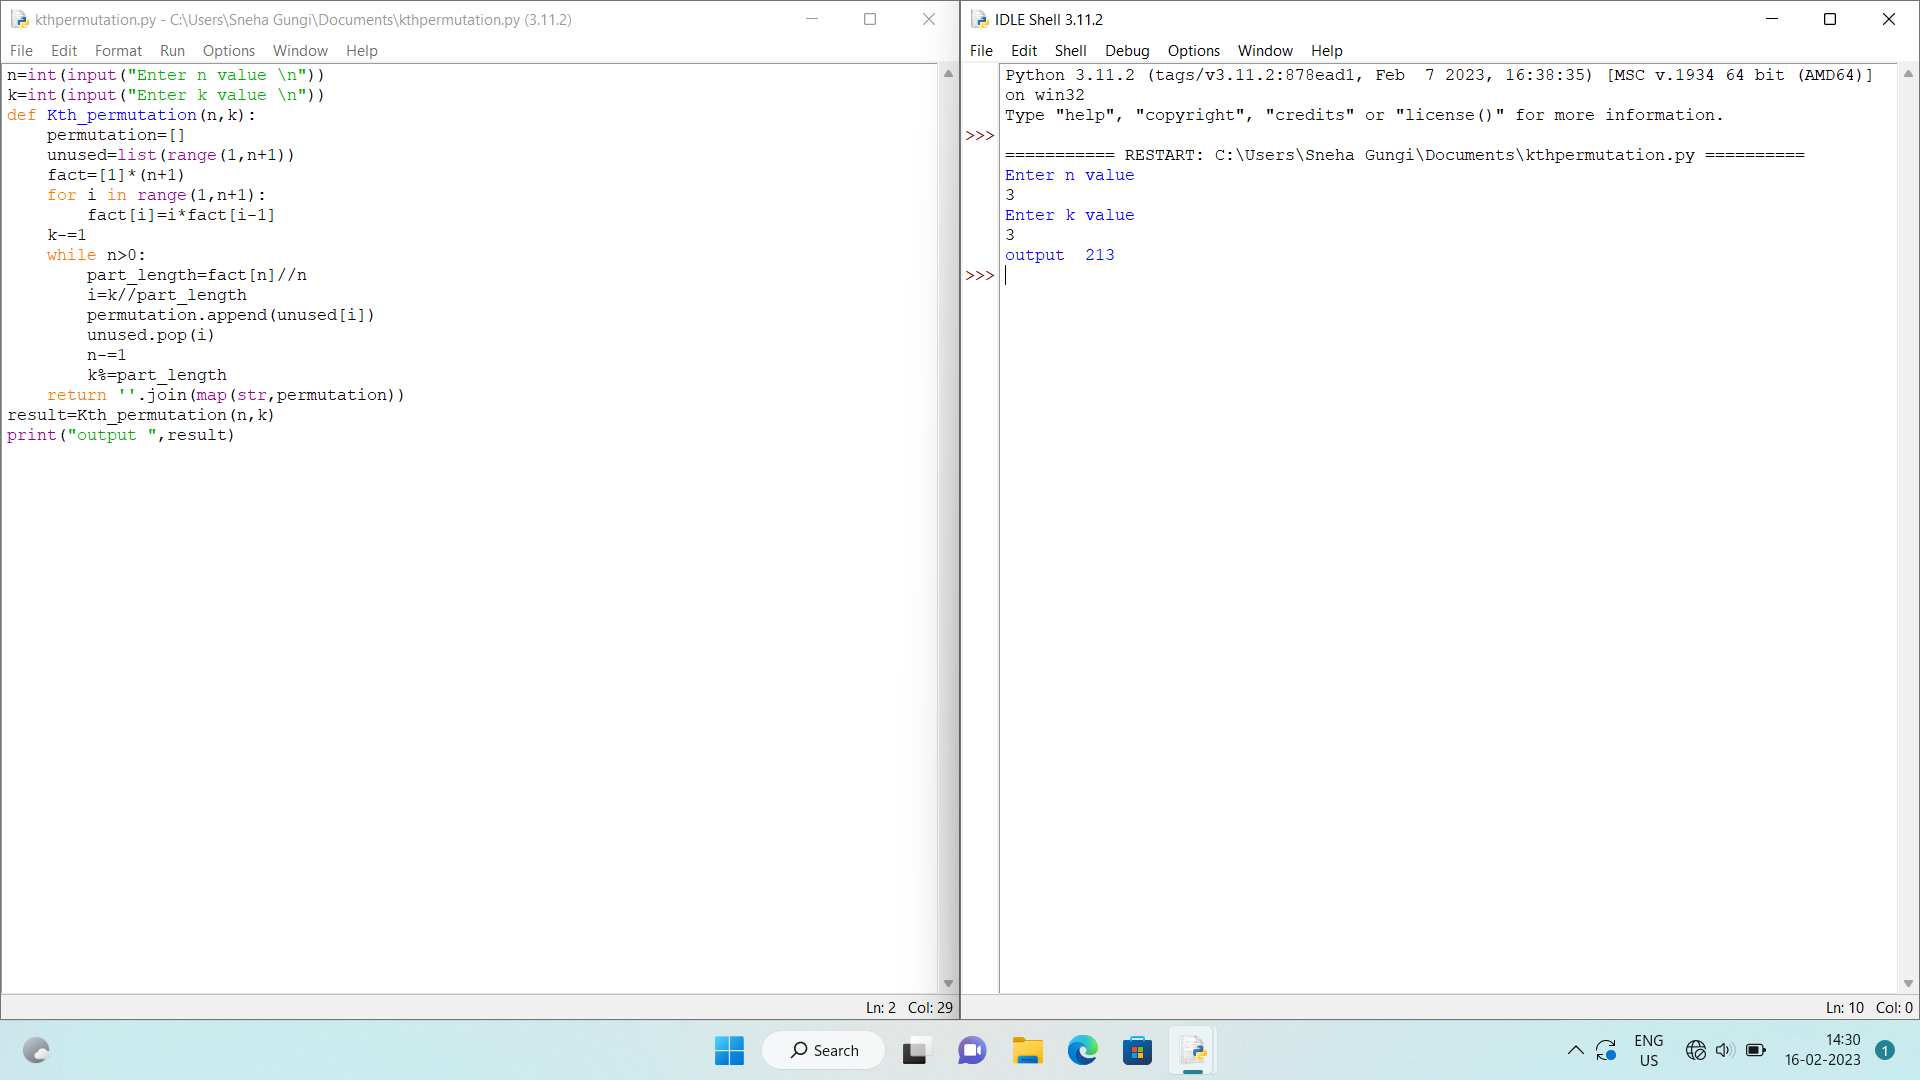 kthpermutation.py - C:\Users\Sneha Gungi\Documents\kthpermutation.py (3.11.2)
File Edit Format Run Options Window Help
n=int(input("Enter n value \n"))
k=int(input("Enter k value \n"))
def Kth_permutation(n,k):
    permutation=[]
    unused=list(range(1,n+1))
    fact=[1]*(n+1)
    for i in range(1,n+1):
        fact[i]=i*fact[i-1]
    k-=1
    while n>0:
        part_length=fact[n]//n
        i=k//part_length
        permutation.append(unused[i])
        unused.pop(i)
        n-=1
        k%=part_length
    return ''.join(map(str,permutation))
result=Kth_permutation(n,k)
print("output ",result)
Ln: 2 Col: 29
IDLE Shell 3.11.2
File Edit Shell Debug Options Window Help
Python 3.11.2 (tags/v3.11.2:878ead1, Feb  7 2023, 16:38:35) [MSC v.1934 64 bit (AMD64)]
on win32
Type "help", "copyright", "credits" or "license()" for more information.
>>>
=========== RESTART: C:\Users\Sneha Gungi\Documents\kthpermutation.py ==========
Enter n value
3
Enter k value
3
output  213
>>>
Ln: 10 Col: 0
Search
ENG
US
14:30
16-02-2023
1